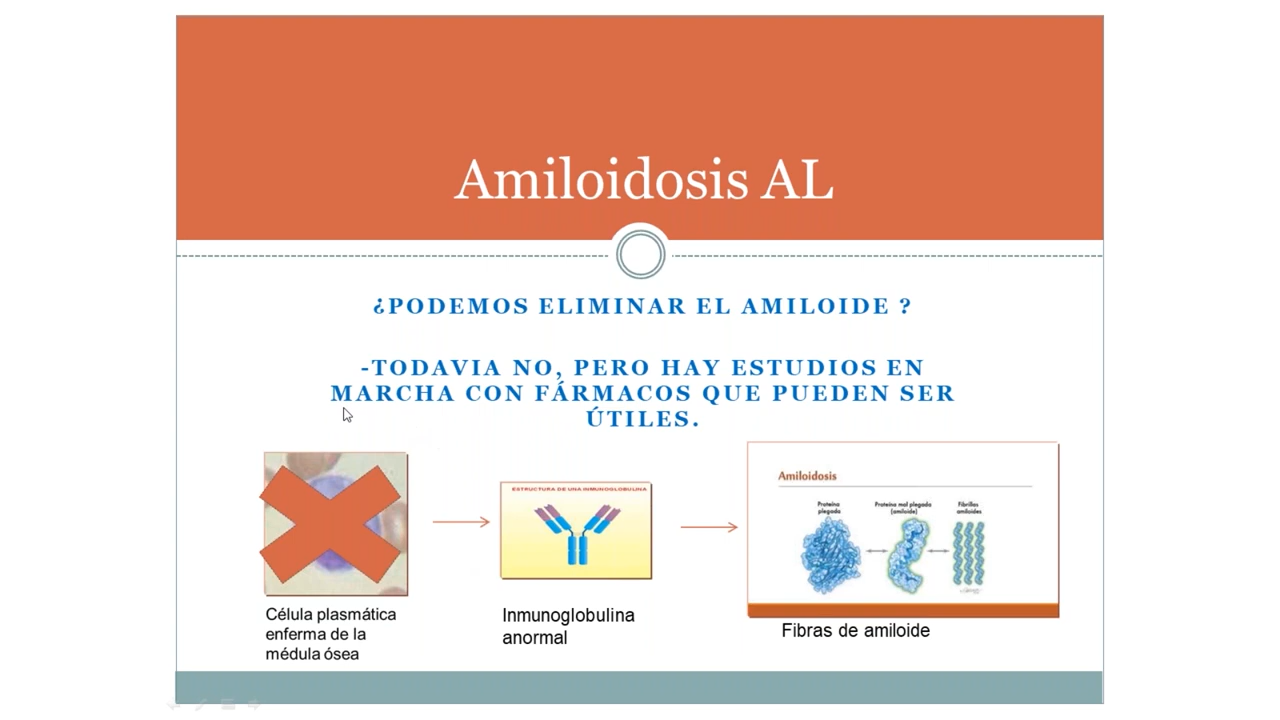 Amiloidosis AL
¿PODEMOS ELIMINAR EL AMILOIDE ?
-TODAVIA NO, PERO HAY ESTUDIOS EN
MARCHA CON FÁRMACOS QUE PUEDEN SER
ÚTILES.
Célula plasmática
enferma de la
médula ósea
ESTRUCTURA DE UNA INMUNOGLOBULINA
Inmunoglobulina
anormal
Amiloidosis
Proteína
plegada
Proteína mal plegada
(amiloide)
Fibrillas
amiloides
Fibras de amiloide